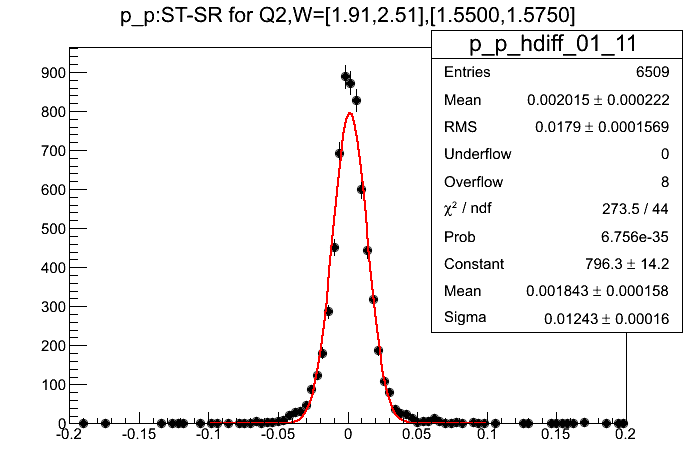 p_p:ST-SR for Q2,W=[1.91,2.51],[1.5500,1.5750]
p_p_hdiff_01_11
Entries 6509
Mean 0.002015 ± 0.000222
RMS 0.0179 ± 0.0001569
Underflow 0
Overflow 8
χ² / ndf 273.5 / 44
Prob 6.756e-35
Constant 796.3 ± 14.2
Mean 0.001843 ± 0.000158
Sigma 0.01243 ± 0.00016
900
800
700
600
500
400
300
200
100
0
-0.2 -0.15 -0.1 -0.05 0 0.05 0.1 0.15 0.2